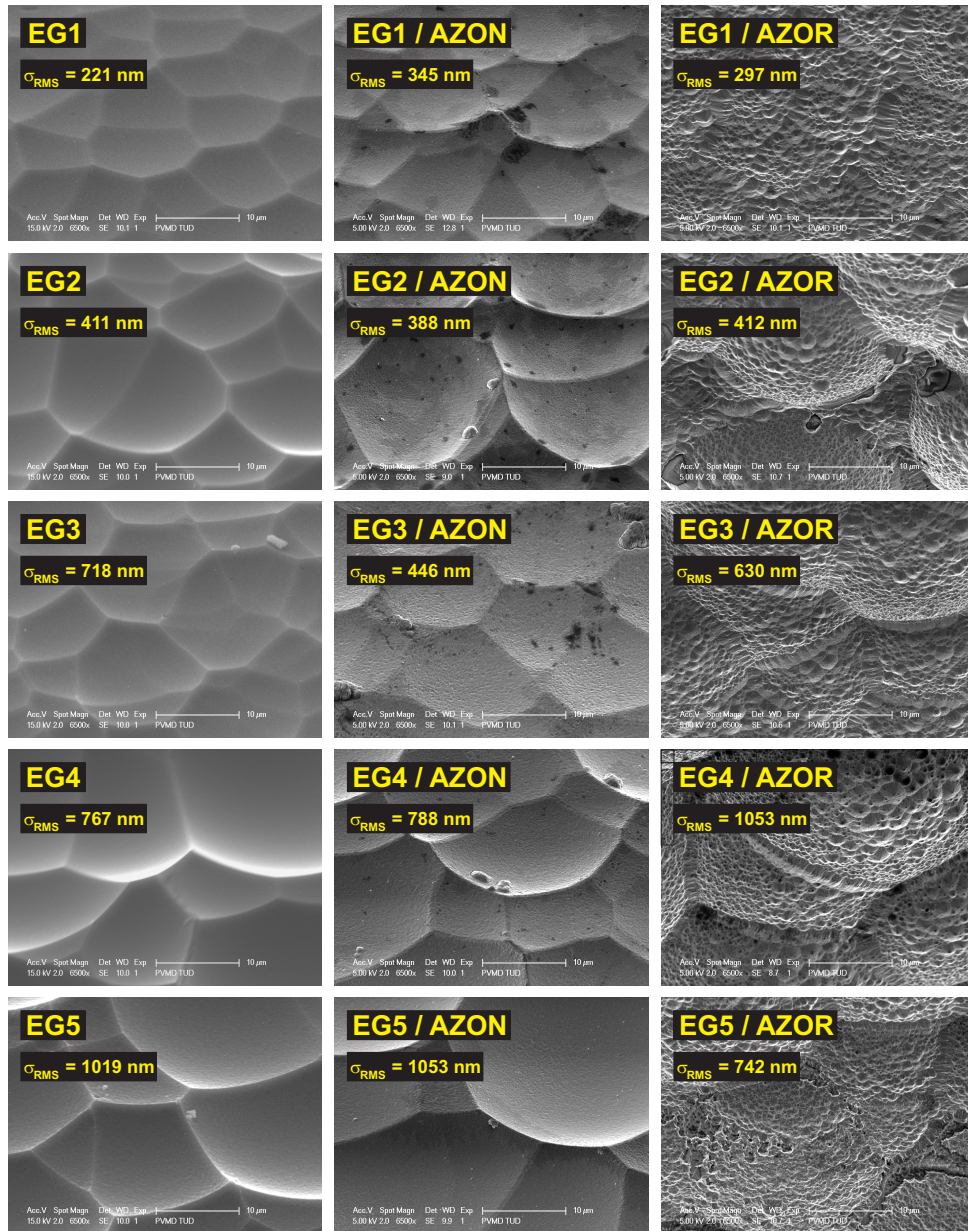 EG1
σRMS = 221 nm
Acc.V Spot Magn Det WD Exp 10 µm
15.0 kV 2.0 6500x SE 10.1 1 PVMD TUD
EG1 / AZON
σRMS = 345 nm
Acc.V Spot Magn Det WD Exp 10 µm
5.00 kV 2.0 6500x SE 12.8 1 PVMD TUD
EG1 / AZOR
σRMS = 297 nm
Acc.V Spot Magn Det WD Exp 10 µm
5.00 kV 2.0 6500x SE 10.1 1 PVMD TUD
EG2
σRMS = 411 nm
Acc.V Spot Magn Det WD Exp 10 µm
15.0 kV 2.0 6500x SE 10.0 1 PVMD TUD
EG2 / AZON
σRMS = 388 nm
Acc.V Spot Magn Det WD Exp 10 µm
5.00 kV 2.0 6500x SE 9.0 1 PVMD TUD
EG2 / AZOR
σRMS = 412 nm
Acc.V Spot Magn Det WD Exp 10 µm
5.00 kV 2.0 6500x SE 10.7 1 PVMD TUD
EG3
σRMS = 718 nm
Acc.V Spot Magn Det WD Exp 10 µm
15.0 kV 2.0 6500x SE 10.0 1 PVMD TUD
EG3 / AZON
σRMS = 446 nm
Acc.V Spot Magn Det WD Exp 10 µm
5.00 kV 2.0 6500x SE 10.1 1 PVMD TUD
EG3 / AZOR
σRMS = 630 nm
Acc.V Spot Magn Det WD Exp 10 µm
5.00 kV 2.0 6500x SE 10.6 1 PVMD TUD
EG4
σRMS = 767 nm
Acc.V Spot Magn Det WD Exp 10 µm
15.0 kV 2.0 6500x SE 10.0 1 PVMD TUD
EG4 / AZON
σRMS = 788 nm
Acc.V Spot Magn Det WD Exp 10 µm
5.00 kV 2.0 6500x SE 10.0 1 PVMD TUD
EG4 / AZOR
σRMS = 1053 nm
Acc.V Spot Magn Det WD Exp 10 µm
5.00 kV 2.0 6500x SE 8.7 1 PVMD TUD
EG5
σRMS = 1019 nm
Acc.V Spot Magn Det WD Exp 10 µm
5.00 kV 2.0 6500x SE 10.0 1 PVMD TUD
EG5 / AZON
σRMS = 1053 nm
Acc.V Spot Magn Det WD Exp 10 µm
5.00 kV 2.0 6500x SE 9.9 1 PVMD TUD
EG5 / AZOR
σRMS = 742 nm
Acc.V Spot Magn Det WD Exp 10 µm
5.00 kV 2.0 6500x SE 1 PVMD TUD